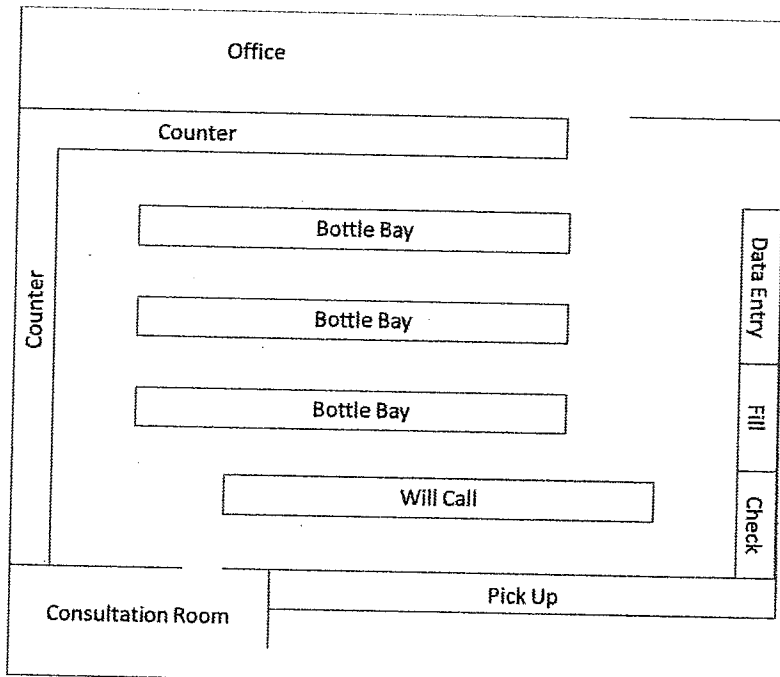 Office
Counter
Counter
Bottle Bay
Bottle Bay
Bottle Bay
Will Call
Data Entry
Fill
Check
Pick Up
Consultation Room